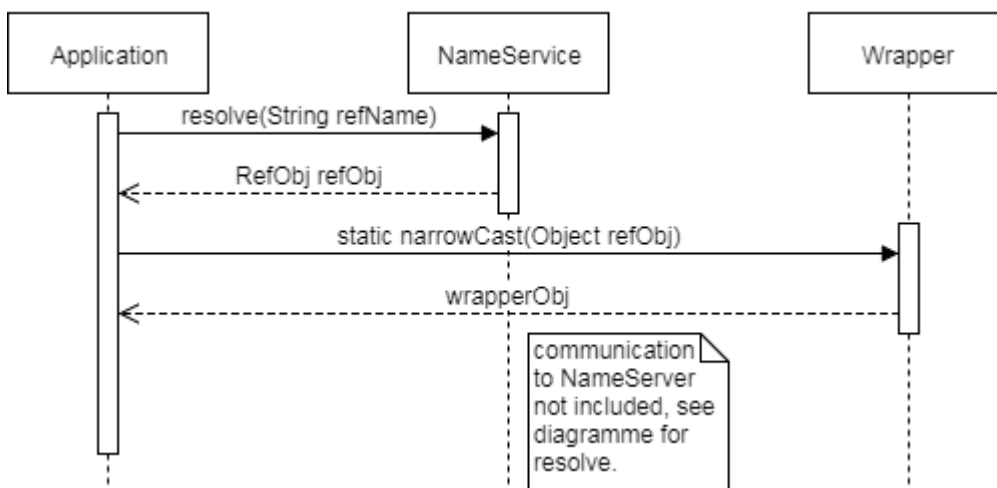 Application
NameService
Wrapper
resolve(String refName)
RefObj refObj
static narrowCast(Object refObj)
wrapperObj
communication
to NameServer
not included, see
diagramme for
resolve.